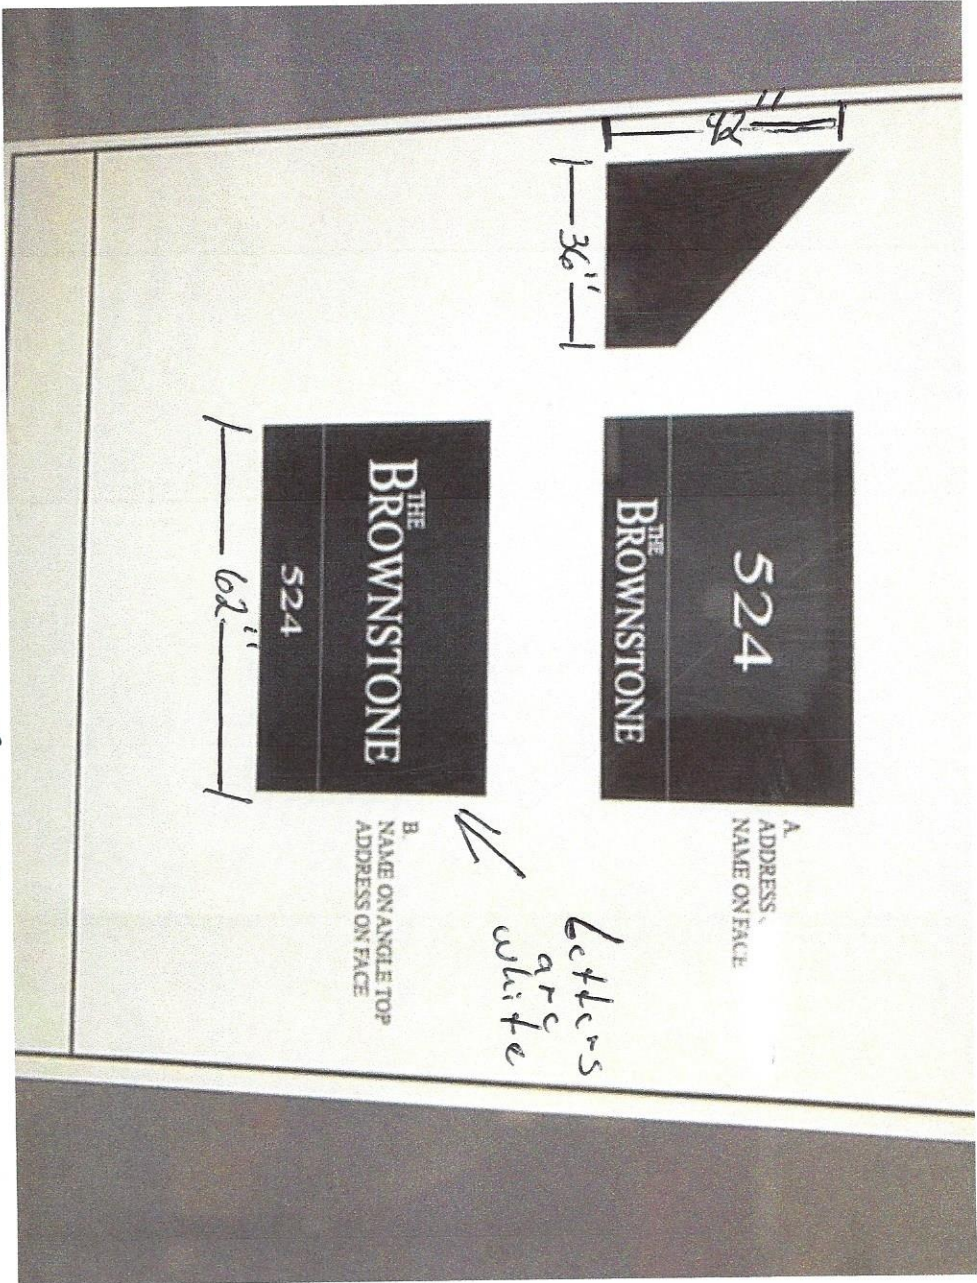 42"
36"
524
THE
BROWNSTONE
A.
ADDRESS
NAME ON FACE
THE
BROWNSTONE
524
62"
B.
NAME ON ANGLE TOP
ADDRESS ON FACE
Letters
are
white